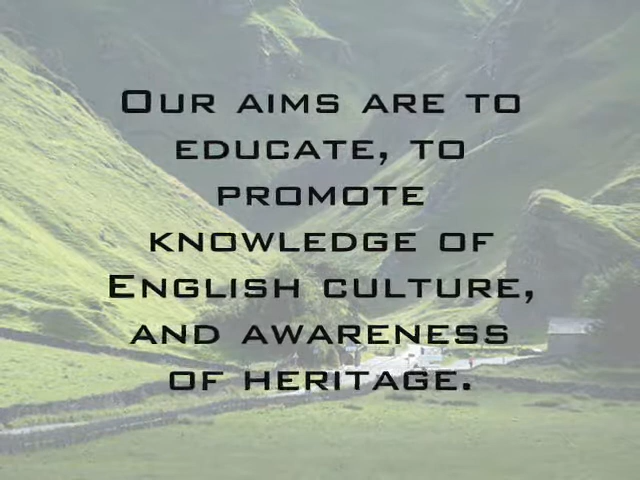 Our aims are to
educate, to
promote
knowledge of
English culture,
and awareness
of heritage.